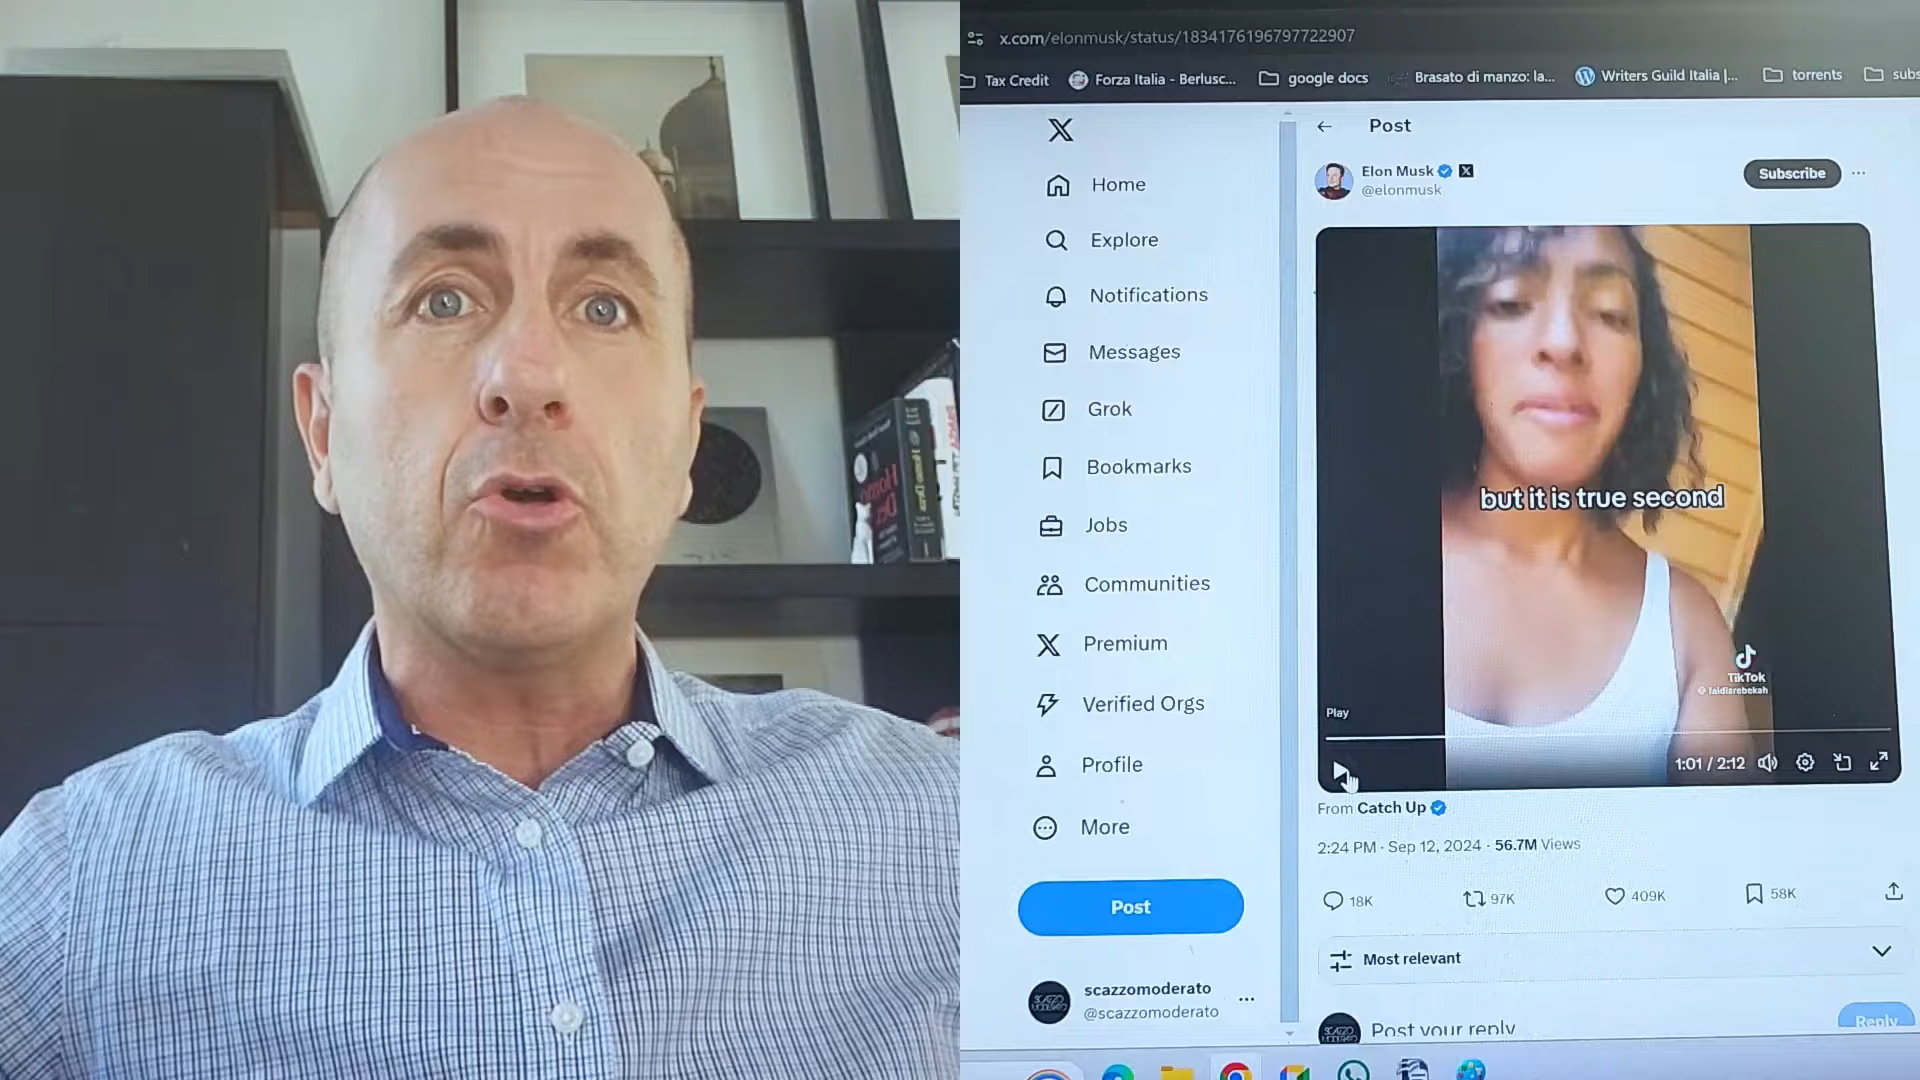 x.com/elonmusk/status/1834176196797722907
Tax Credit
Forza Italia - Berlusc...
google docs
Brasato di manzo: la...
Writers Guild Italia |...
torrents
subs
Home
Explore
Notifications
Messages
Grok
Bookmarks
Jobs
Communities
Premium
Verified Orgs
Profile
More
Post
scazzomoderato
@scazzomoderato
Post
Elon Musk
@elonmusk
Subscribe
but it is true second
TikTok
Play
1:01 / 2:12
From Catch Up
2:24 PM · Sep 12, 2024 · 56.7M Views
18K
97K
409K
58K
Most relevant
Post your reply
Reply